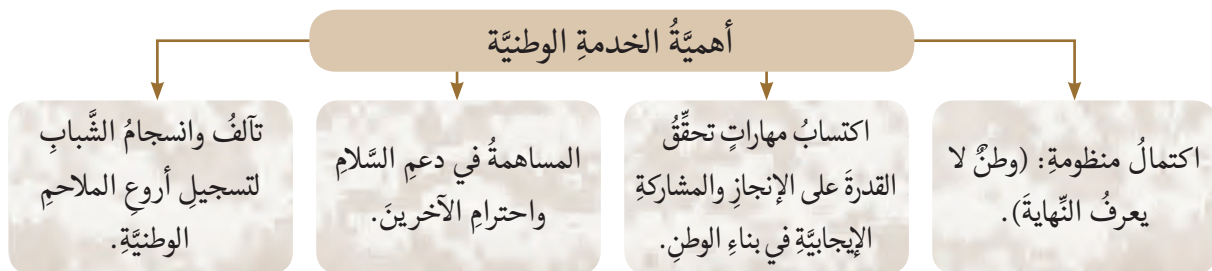 أهميَّةُ الخدمةِ الوطنيَّة
اكتمالُ منظومةِ: (وطنٌ لا
يعرفُ النِّهايةَ).
اكتسابُ مهاراتٍ تحقِّقُ
القدرةَ على الإنجازِ والمشاركةِ
الإيجابيَّةِ في بناءِ الوطنِ.
المساهمةُ في دعمِ السَّلامِ
واحترامِ الآخرينَ.
تآلفُ وانسجامُ الشَّبابِ
لتسجيلِ أروعِ الملاحمِ
الوطنيَّةِ.